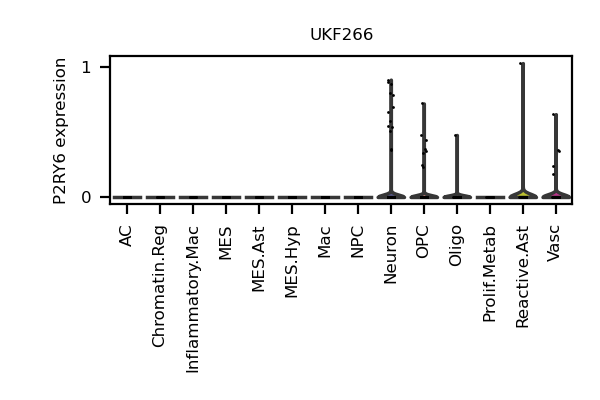 UKF266
P2RY6 expression
1
0
AC
Chromatin.Reg
Inflammatory.Mac
MES
MES.Ast
MES.Hyp
Mac
NPC
Neuron
OPC
Oligo
Prolif.Metab
Reactive.Ast
Vasc